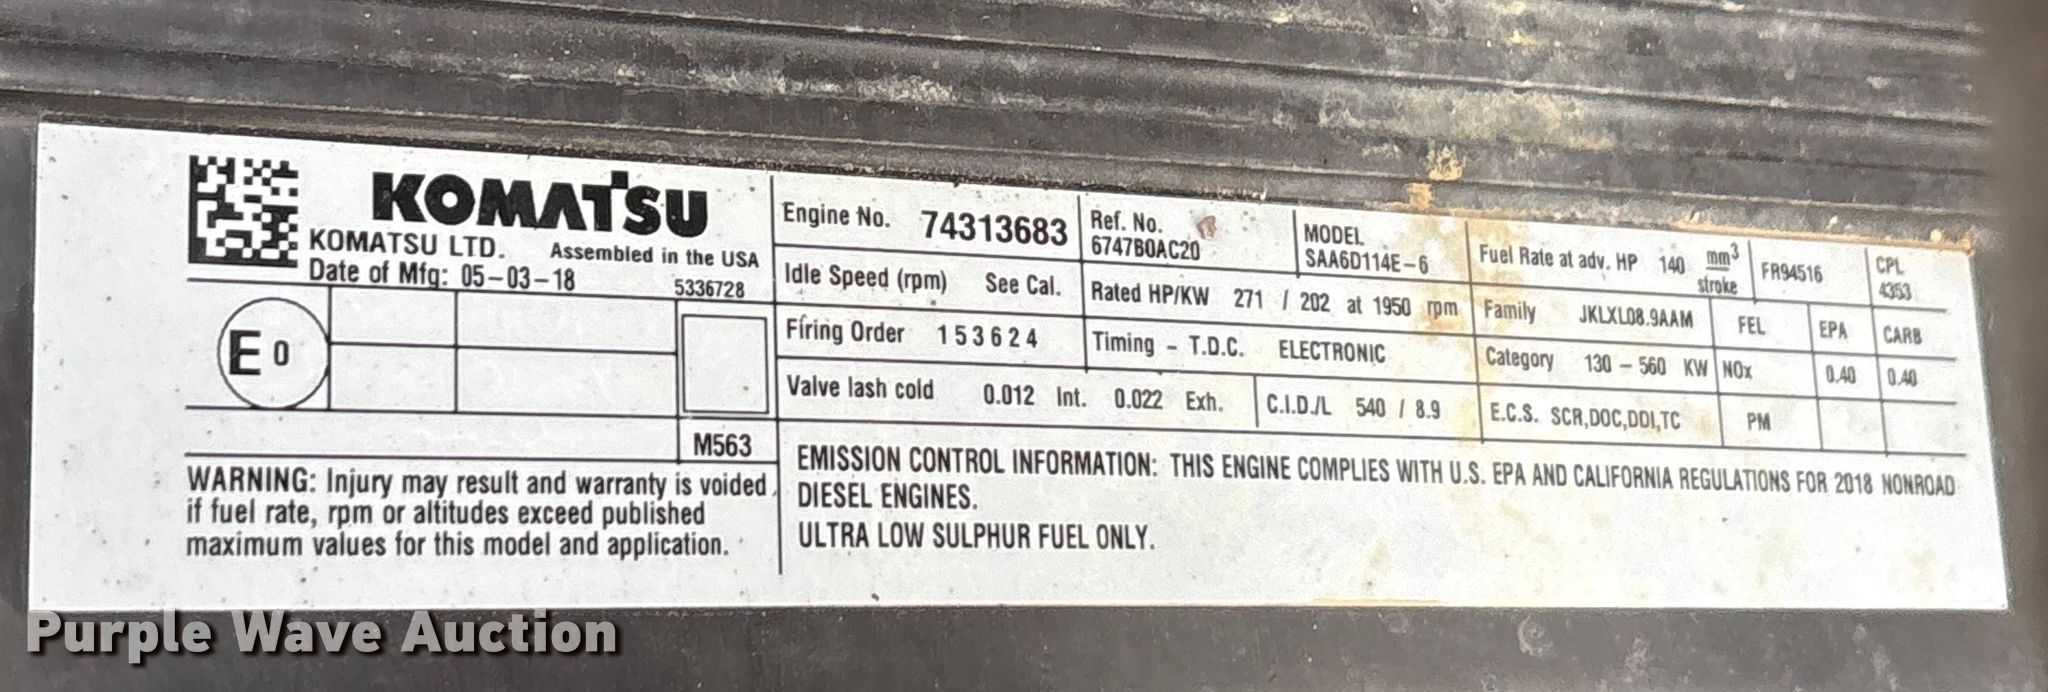 KOMATSU
KOMATSU LTD. Assembled in the USA
Date of Mfg: 05-03-18 5336728
E 0
M563
WARNING: Injury may result and warranty is voided
if fuel rate, rpm or altitudes exceed published
maximum values for this model and application.
Engine No. 74313683
Ref. No.
6747B0AC20
MODEL
SAA6D114E-6
Fuel Rate at adv. HP 140 mm3
stroke
FR94516
CPL
4353
Idle Speed (rpm) See Cal.
Rated HP/KW 271 / 202 at 1950 rpm
Family JKLXL08.9AAM
FEL EPA CARB
Firing Order 1 5 3 6 2 4
Timing - T.D.C. ELECTRONIC
Category 130 - 560 KW
NOx 0.40 0.40
Valve lash cold 0.012 Int. 0.022 Exh.
C.I.D./L 540 / 8.9
E.C.S. SCR,DOC,DDI,TC
PM
EMISSION CONTROL INFORMATION: THIS ENGINE COMPLIES WITH U.S. EPA AND CALIFORNIA REGULATIONS FOR 2018 NONROAD
DIESEL ENGINES.
ULTRA LOW SULPHUR FUEL ONLY.
Purple Wave Auction